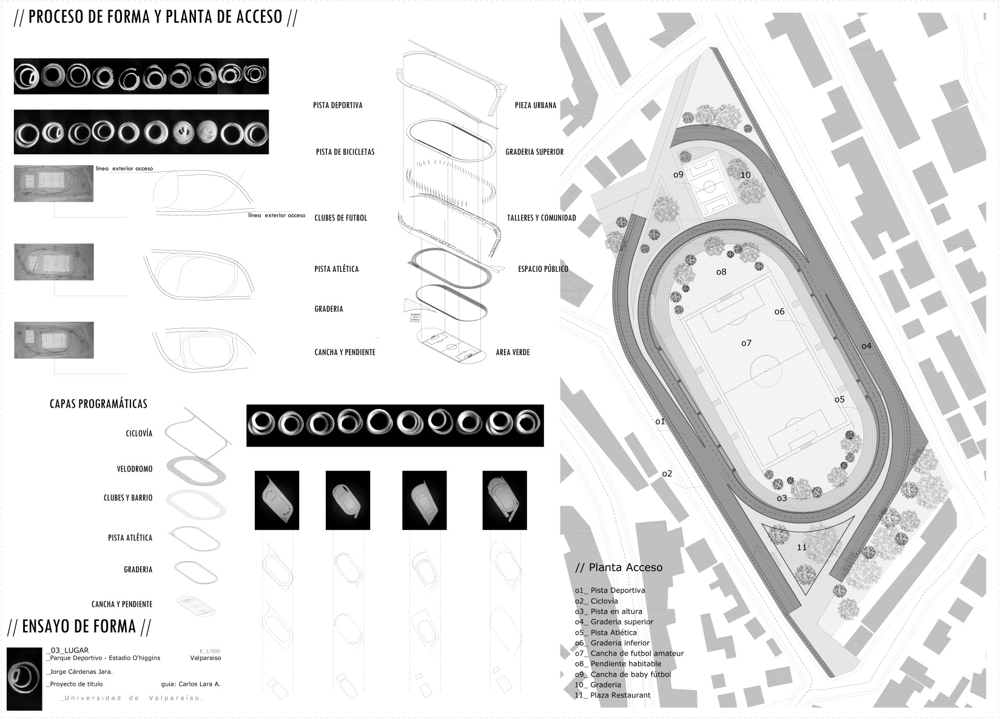 // PROCESO DE FORMA Y PLANTA DE ACCESO //
linea exterior acceso
linea exterior acceso
PISTA DEPORTIVA
PIEZA URBANA
PISTA DE BICICLETAS
GRADERIA SUPERIOR
CLUBES DE FUTBOL
TALLERES Y COMUNIDAD
PISTA ATLÉTICA
ESPACIO PÚBLICO
GRADERIA
CANCHA Y PENDIENTE
AREA VERDE
CAPAS PROGRAMÁTICAS
CICLOVÍA
VELODROMO
CLUBES Y BARRIO
PISTA ATLÉTICA
GRADERIA
CANCHA Y PENDIENTE
// ENSAYO DE FORMA //
_03_LUGAR
E_1/500
_Parque Deportivo - Estadio O'higgins
Valparaiso
_Jorge Cárdenas Jara.
_Proyecto de titulo
guia: Carlos Lara A.
_Universidad de Valparaíso.
o9
10
o8
o6
o7
o4
o5
o1
o2
o3
11
// Planta Acceso
o1_ Pista Deportiva
o2_ Ciclovía
o3_ Pista en altura
o4_ Graderia superior
o5_ Pista Atlética
o6_ Graderia inferior
o7_ Cancha de futbol amateur
o8_ Pendiente habitable
o9_ Cancha de baby fútbol
10_ Graderia
11_ Plaza Restaurant